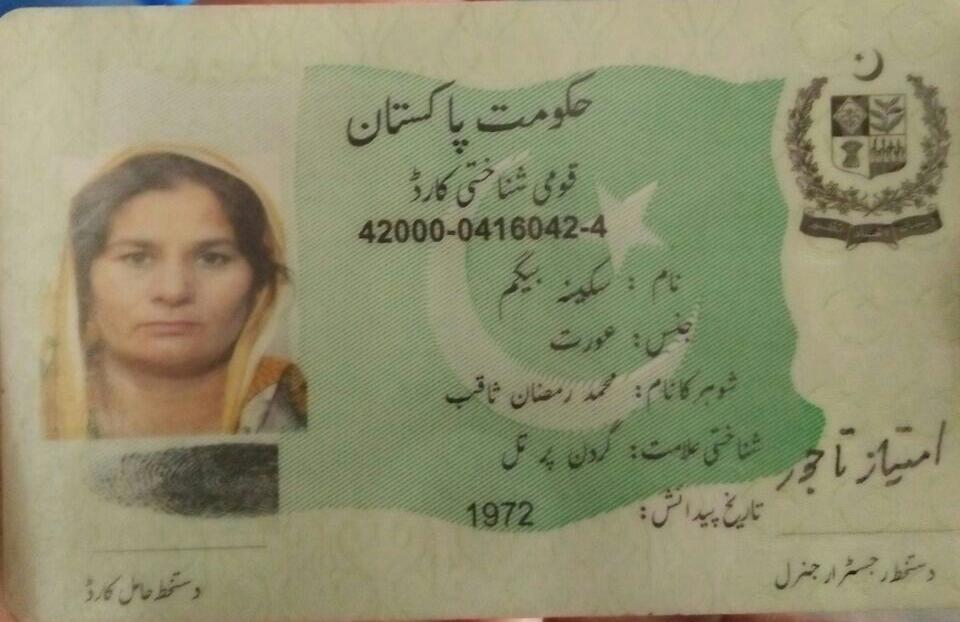 حکومت پاکستان
قومی شناختی کارڈ
42000-0416042-4
نام : سکینہ بیگم
جنس: عورت
شوہر کا نام: محمد رمضان ثاقب
شناختی علامت: گردن پر تل
تاریخ پیدائش: 1972
امتیاز تاجور
دستخط رجسٹرار جنرل
دستخط حامل کارڈ